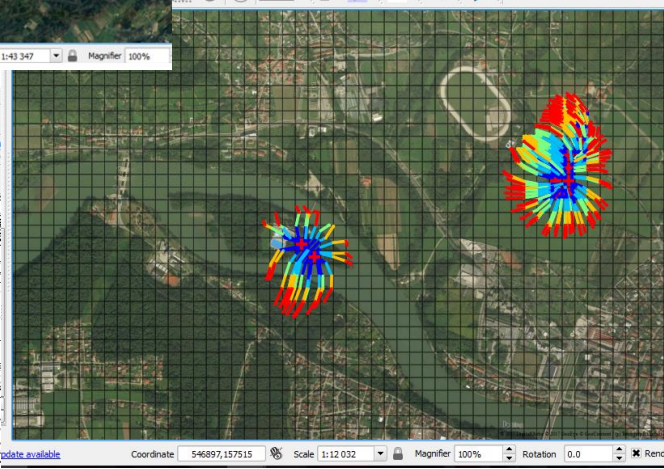 1:43 347 Magnifier 100%
pdate available Coordinate 546897,157515 Scale 1:12 032 Magnifier 100% Rotation 0.0 Rend